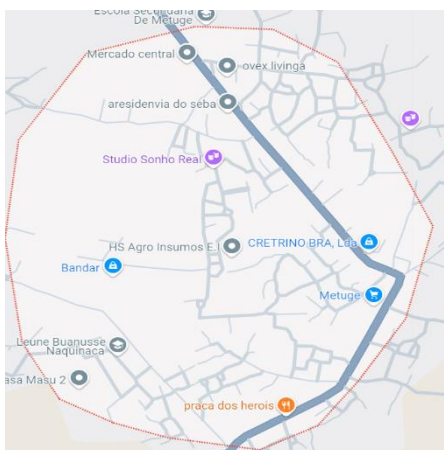 Escola Secundária
De Metuge
Mercado central
ovex livinga
aresidenvia do seba
Studio Sonho Real
HS Agro Insumos E.I
CRETRINO BRA, Lda
Bandar
Metuge
Leune Buanusse
Naquinaca
asa Masu 2
praca dos herois